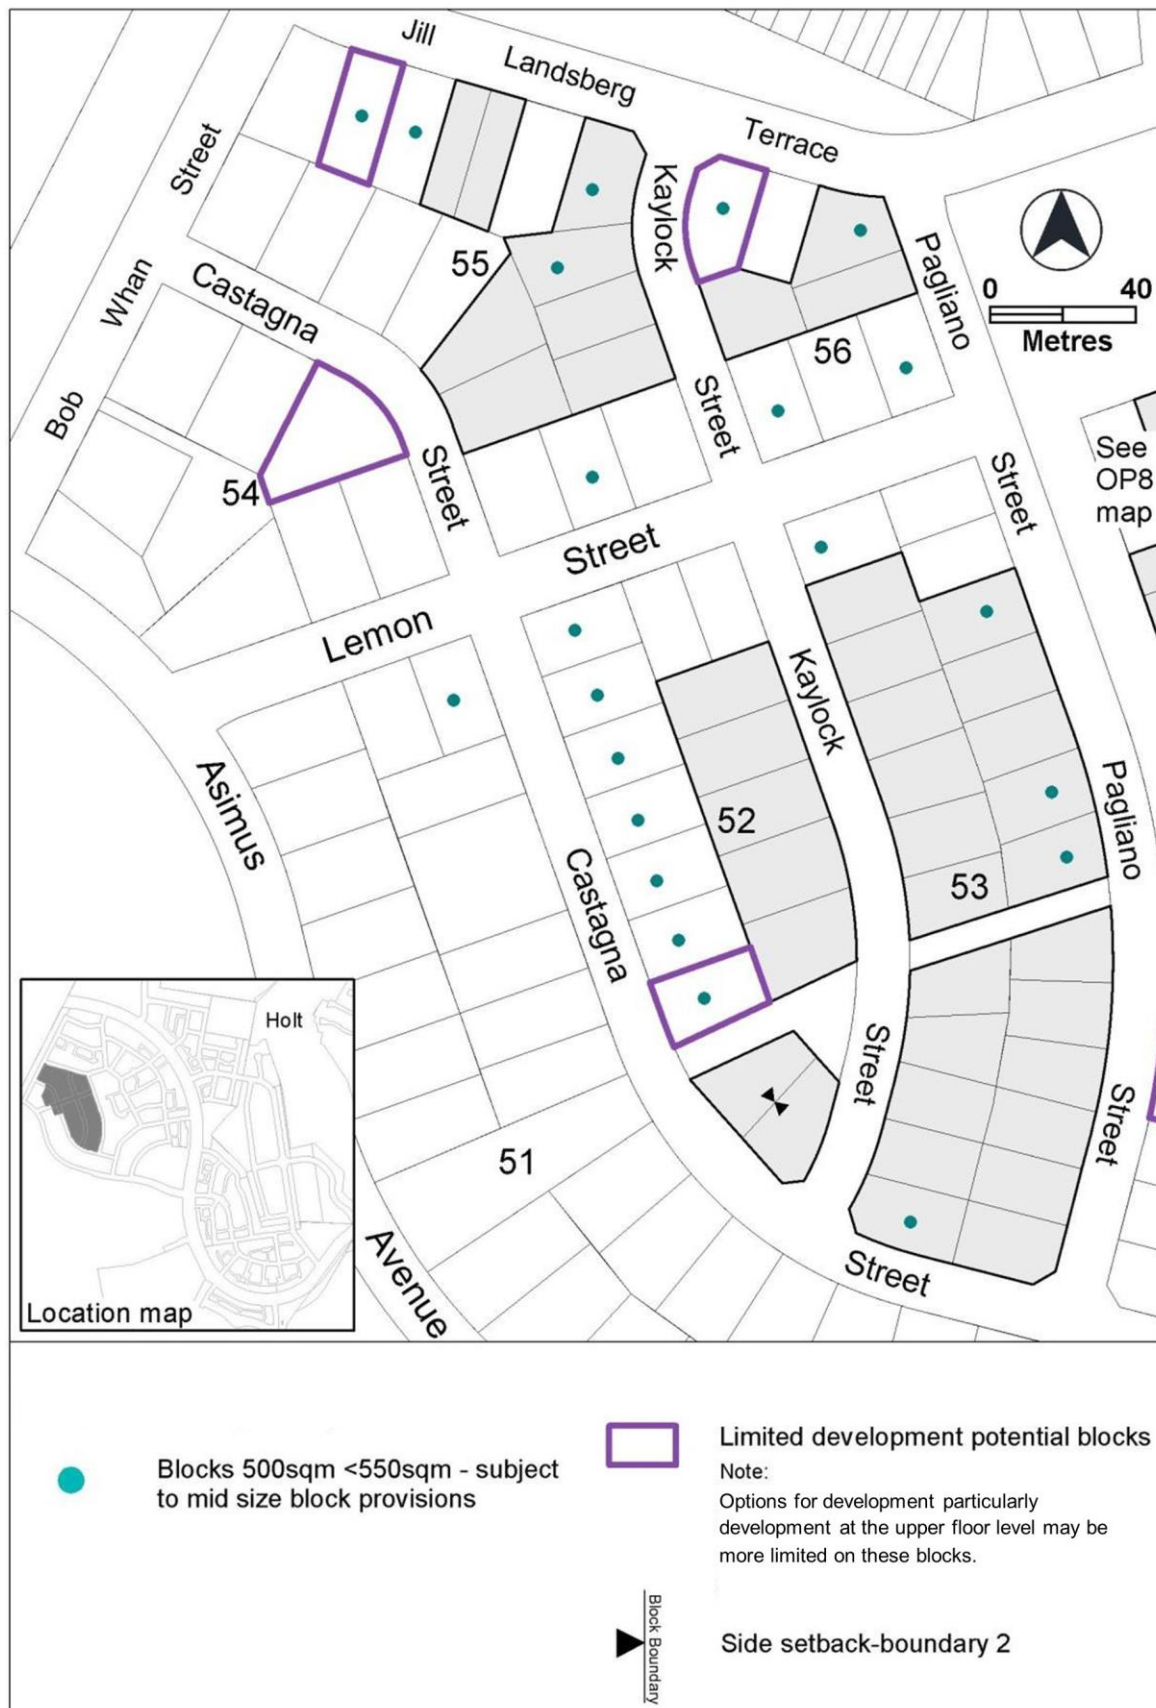 Jill
Landsberg
Terrace
Street
Kaylock
Pagliano
0 40
Metres
55
Castagna
Whan
56
Bob
Street
Street
54
Street
See
OP8
map
Street
Lemon
Kaylock
Asimus
52
Pagliano
Castagna
53
Holt
Street
Street
51
Avenue
Street
Location map
Blocks 500sqm <550sqm - subject
to mid size block provisions
Limited development potential blocks
Note:
Options for development particularly
development at the upper floor level may be
more limited on these blocks.
Block Boundary
Side setback-boundary 2